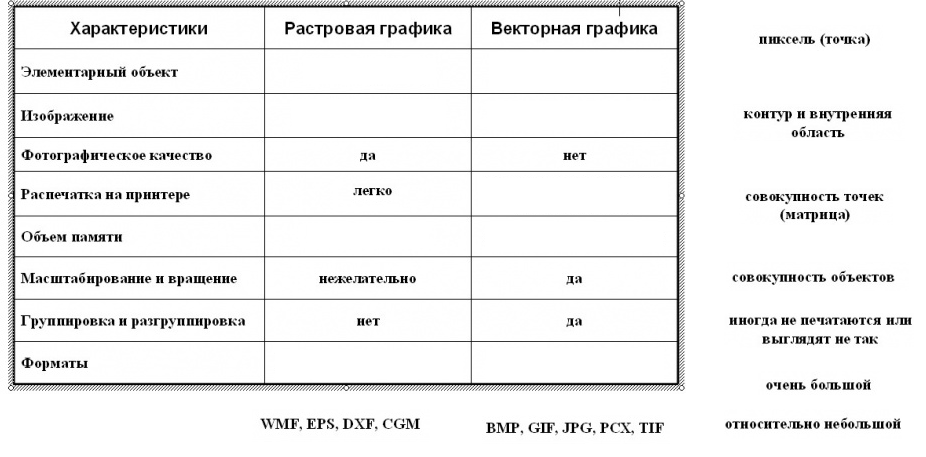 Характеристики Растровая графика Векторная графика
пиксель (точка)
Элементарный объект
Изображение
контур и внутренняя
область
Фотографическое качество да нет
Распечатка на принтере легко
совокупность точек
(матрица)
Объем памяти
Масштабирование и вращение нежелательно да
совокупность объектов
Группировка и разгруппировка нет да
иногда не печатаются или
выглядят не так
Форматы
очень большой
WMF, EPS, DXF, CGM BMP, GIF, JPG, PCX, TIF относительно небольшой